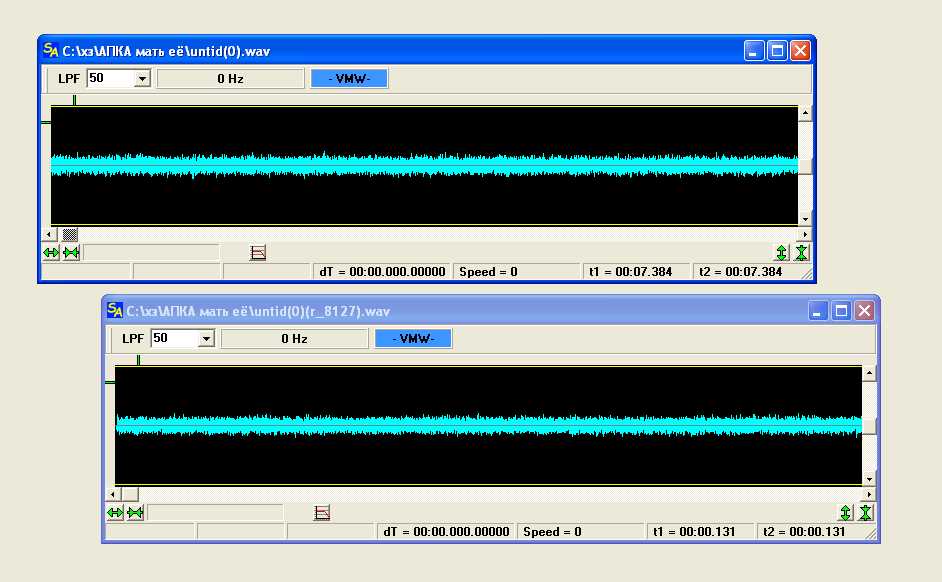 SA C:\хз\АПКА мать её\untid(0).wav
LPF 50 0 Hz - VMW-
dT = 00:00.000.00000 Speed = 0 t1 = 00:07.384 t2 = 00:07.384
SA C:\хз\АПКА мать её\untid(0)(r_8127).wav
LPF 50 0 Hz - VMW-
dT = 00:00.000.00000 Speed = 0 t1 = 00:00.131 t2 = 00:00.131